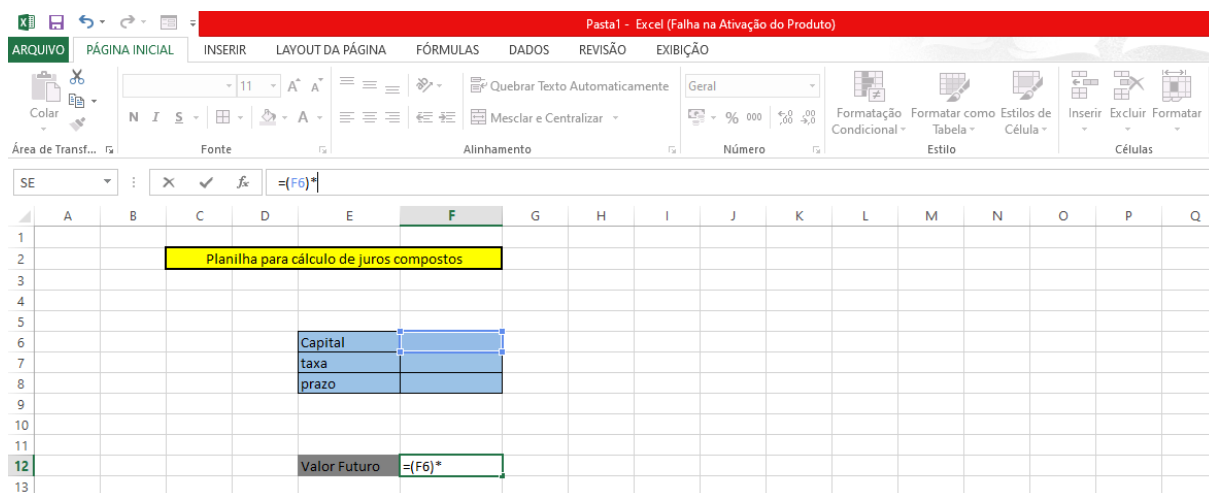 Pasta1 - Excel (Falha na Ativação do Produto)
ARQUIVO PÁGINA INICIAL INSERIR LAYOUT DA PÁGINA FÓRMULAS DADOS REVISÃO EXIBIÇÃO
11 A A Quebrar Texto Automaticamente Geral
Colar N I S A Mesclar e Centralizar % 000 Formatação Condicional Formatar como Tabela Estilos de Célula Inserir Excluir Formatar
Área de Transf... Fonte Alinhamento Número Estilo Células
SE fx =(F6)*
A B C D E F G H I J K L M N O P Q
1
2 Planilha para cálculo de juros compostos
3
4
5
6 Capital
7 taxa
8 prazo
9
10
11
12 Valor Futuro =(F6)*
13